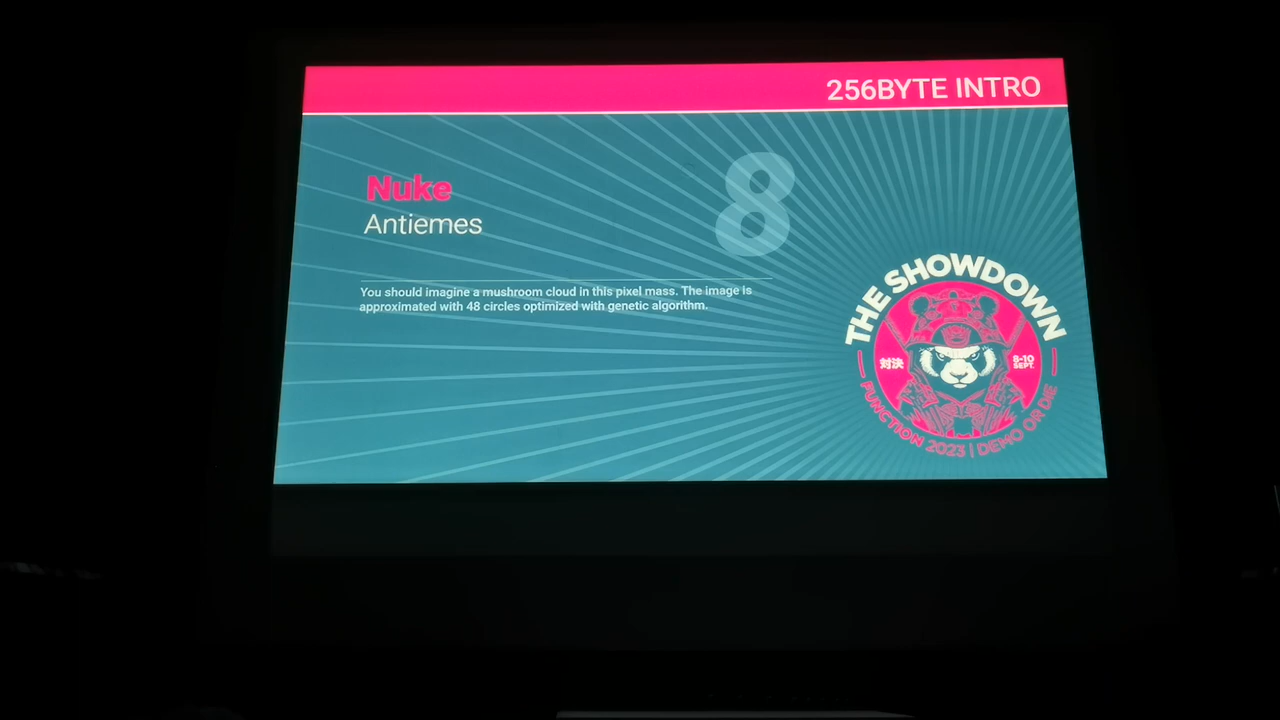 256BYTE INTRO
8
Nuke
Antiemes
You should imagine a mushroom cloud in this pixel mass. The image is
approximated with 48 circles optimized with genetic algorithm.
THE SHOWDOWN
対決
8-10
SEPT.
FUNCTION 2023 | DEMO OR DIE